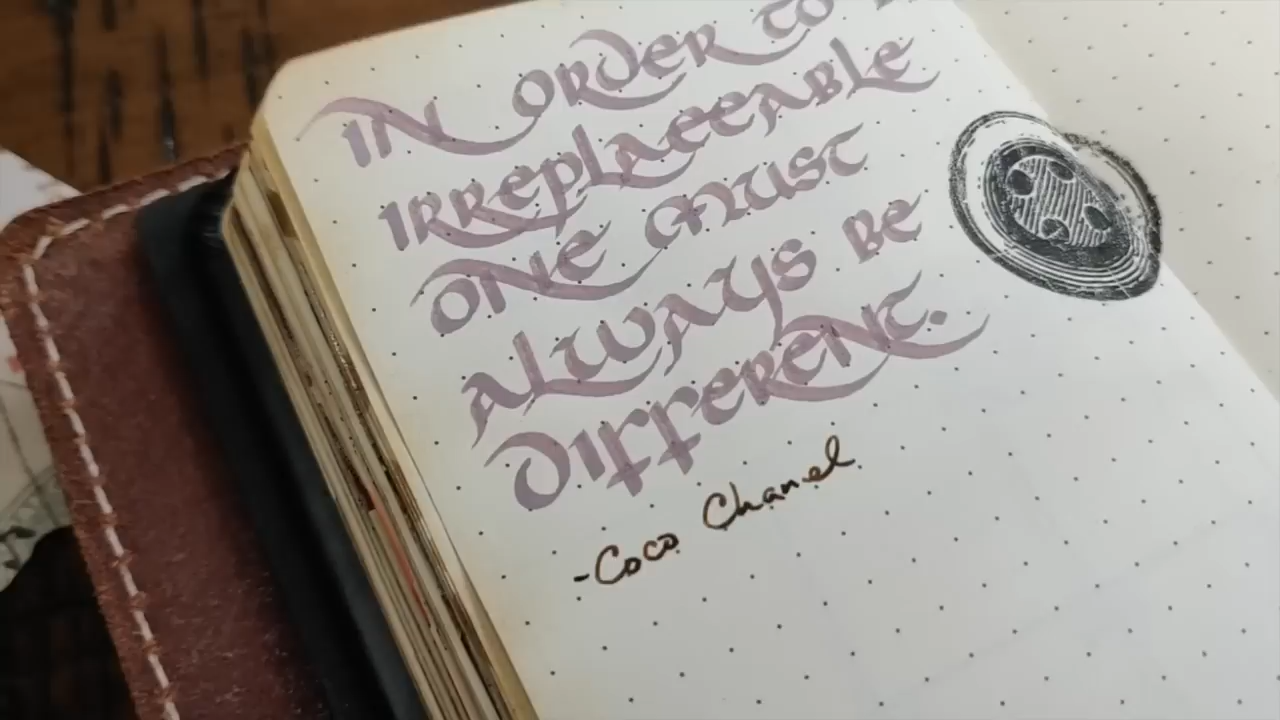 IN ORDER TO
IRREPLACEABLE
ONE MUST
ALWAYS BE
DIFFERENT.
-Coco Chanel